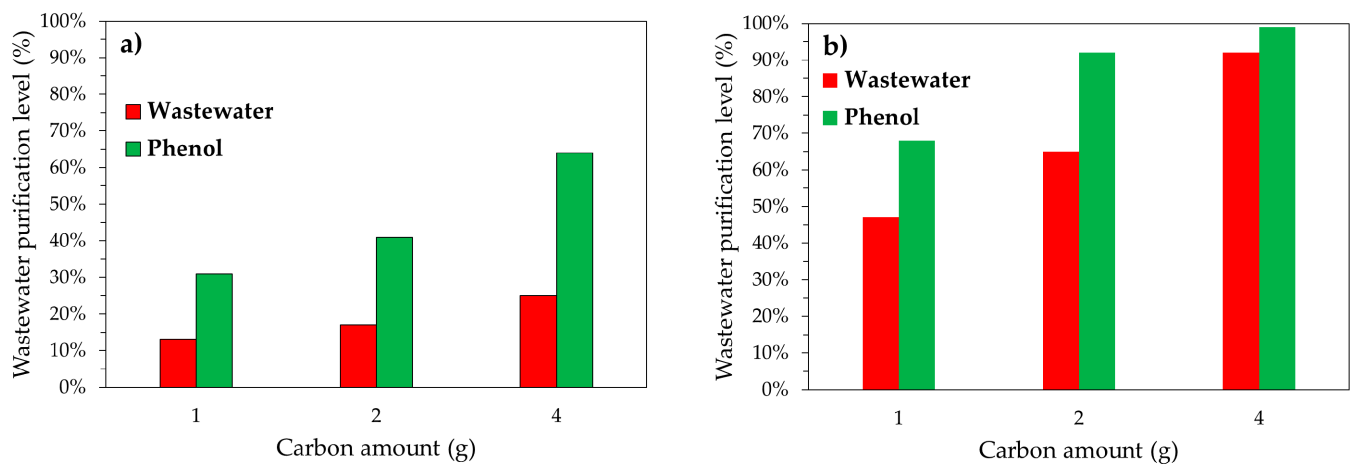 a)
Wastewater purification level (%)
100%
90%
80%
70%
60%
50%
40%
30%
20%
10%
0%
Wastewater
Phenol
1 2 4
Carbon amount (g)
b)
Wastewater purification level (%)
100%
90%
80%
70%
60%
50%
40%
30%
20%
10%
0%
Wastewater
Phenol
1 2 4
Carbon amount (g)